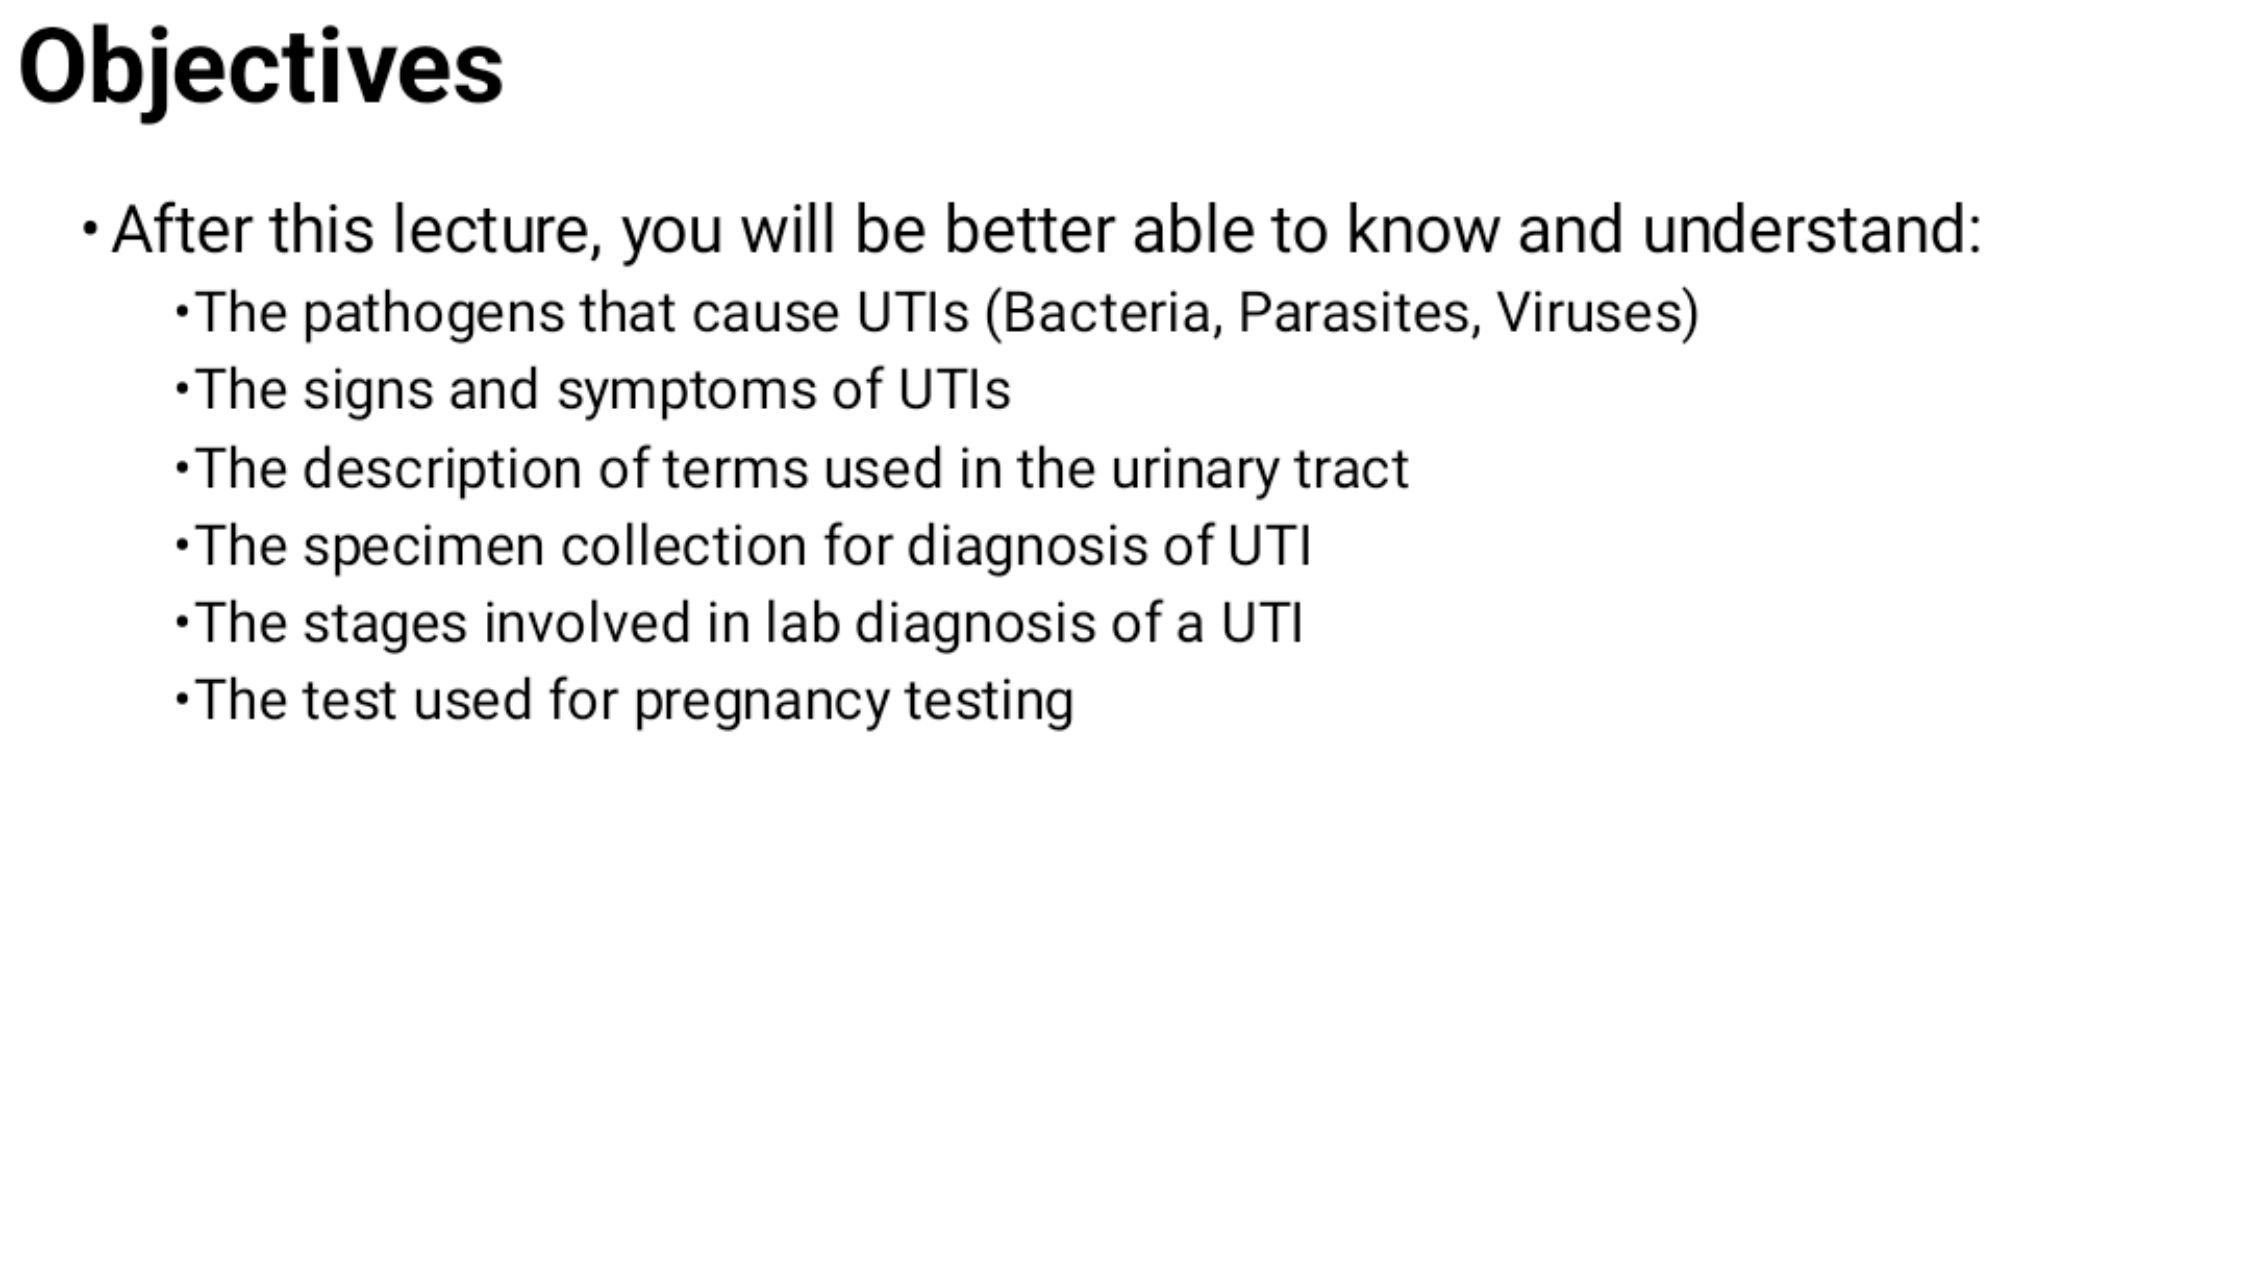 Objectives
• After this lecture, you will be better able to know and understand:
•The pathogens that cause UTIs (Bacteria, Parasites, Viruses)
•The signs and symptoms of UTIs
•The description of terms used in the urinary tract
•The specimen collection for diagnosis of UTI
•The stages involved in lab diagnosis of a UTI
•The test used for pregnancy testing